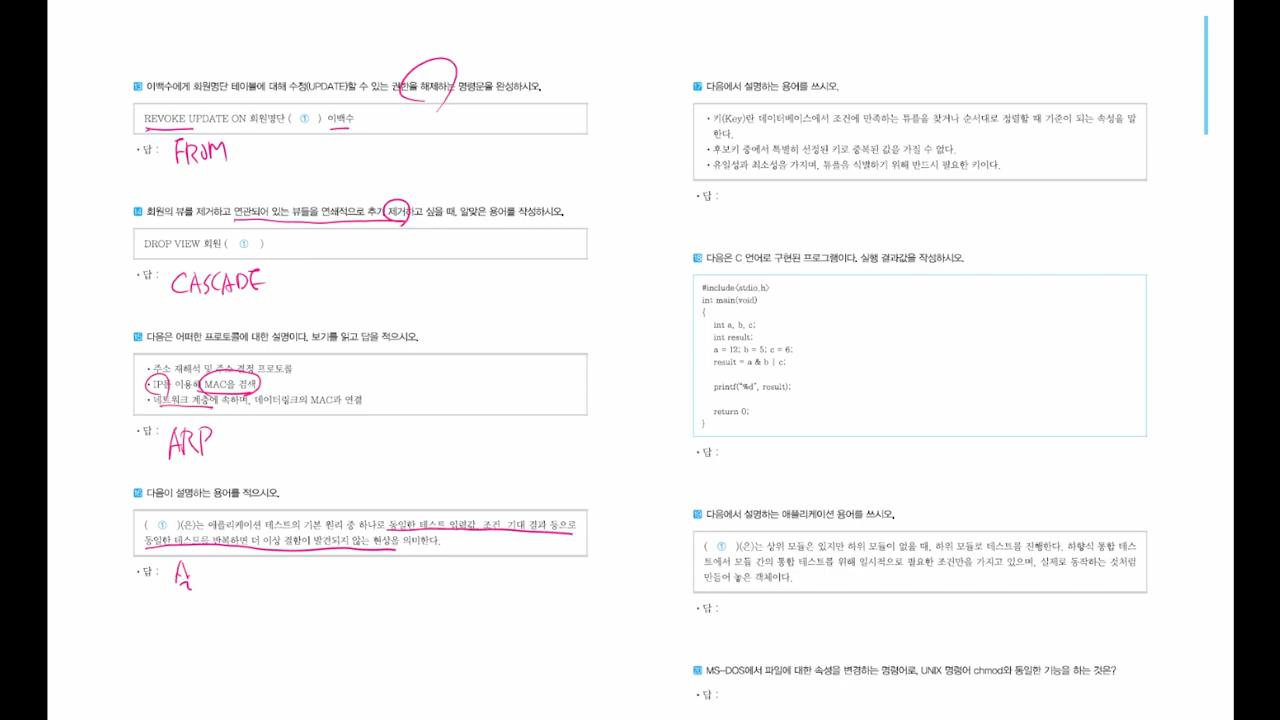 13 이백수에게 회원명단 테이블에 대해 수정(UPDATE)할 수 있는 권한을 해제하는 명령문을 완성하시오.
REVOKE UPDATE ON 회원명단 ( ① ) 이백수
• 답 : FROM
14 회원의 뷰를 제거하고 연관되어 있는 뷰들을 연쇄적으로 추가 제거하고 싶을 때, 알맞은 용어를 작성하시오.
DROP VIEW 회원 ( ① )
• 답 : CASCADE
15 다음은 어떠한 프로토콜에 대한 설명이다. 보기를 읽고 답을 적으시오.
• 주소 재해석 및 주소 결정 프로토콜
• IP를 이용해 MAC을 검색
• 네트워크 계층에 속하며, 데이터링크의 MAC과 연결
• 답 : ARP
16 다음이 설명하는 용어를 적으시오.
( ① )(은)는 애플리케이션 테스트의 기본 원리 중 하나로 동일한 테스트 입력값, 조건, 기대 결과 등으로
동일한 테스트를 반복하면 더 이상 결함이 발견되지 않는 현상을 의미한다.
• 답 : 살
17 다음에서 설명하는 용어를 쓰시오.
• 키(Key)란 데이터베이스에서 조건에 만족하는 튜플을 찾거나 순서대로 정렬할 때 기준이 되는 속성을 말
한다.
• 후보키 중에서 특별히 선정된 키로 중복된 값을 가질 수 없다.
• 유일성과 최소성을 가지며, 튜플을 식별하기 위해 반드시 필요한 키이다.
• 답 :
18 다음은 C 언어로 구현된 프로그램이다. 실행 결과값을 작성하시오.
#include<stdio.h>
int main(void)
{
int a, b, c;
int result;
a = 12; b = 5; c = 6;
result = a & b | c;
printf("%d", result);
return 0;
}
• 답 :
19 다음에서 설명하는 애플리케이션 용어를 쓰시오.
( ① )(은)는 상위 모듈은 있지만 하위 모듈이 없을 때, 하위 모듈로 테스트를 진행한다. 하향식 통합 테스
트에서 모듈 간의 통합 테스트를 위해 일시적으로 필요한 조건만을 가지고 있으며, 실제로 동작하는 것처럼
만들어 놓은 객체이다.
• 답 :
20 MS-DOS에서 파일에 대한 속성을 변경하는 명령어로, UNIX 명령어 chmod와 동일한 기능을 하는 것은?
• 답 :